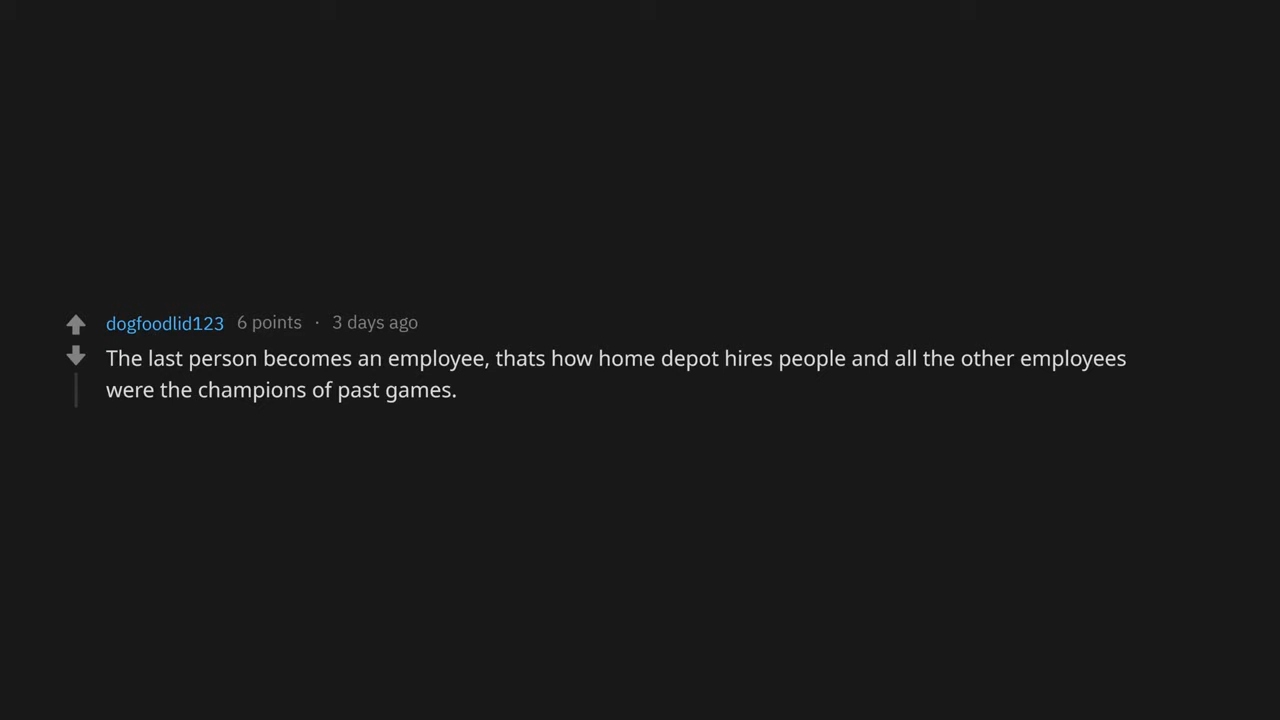 dogfoodlid123 6 points · 3 days ago
The last person becomes an employee, thats how home depot hires people and all the other employees
were the champions of past games.